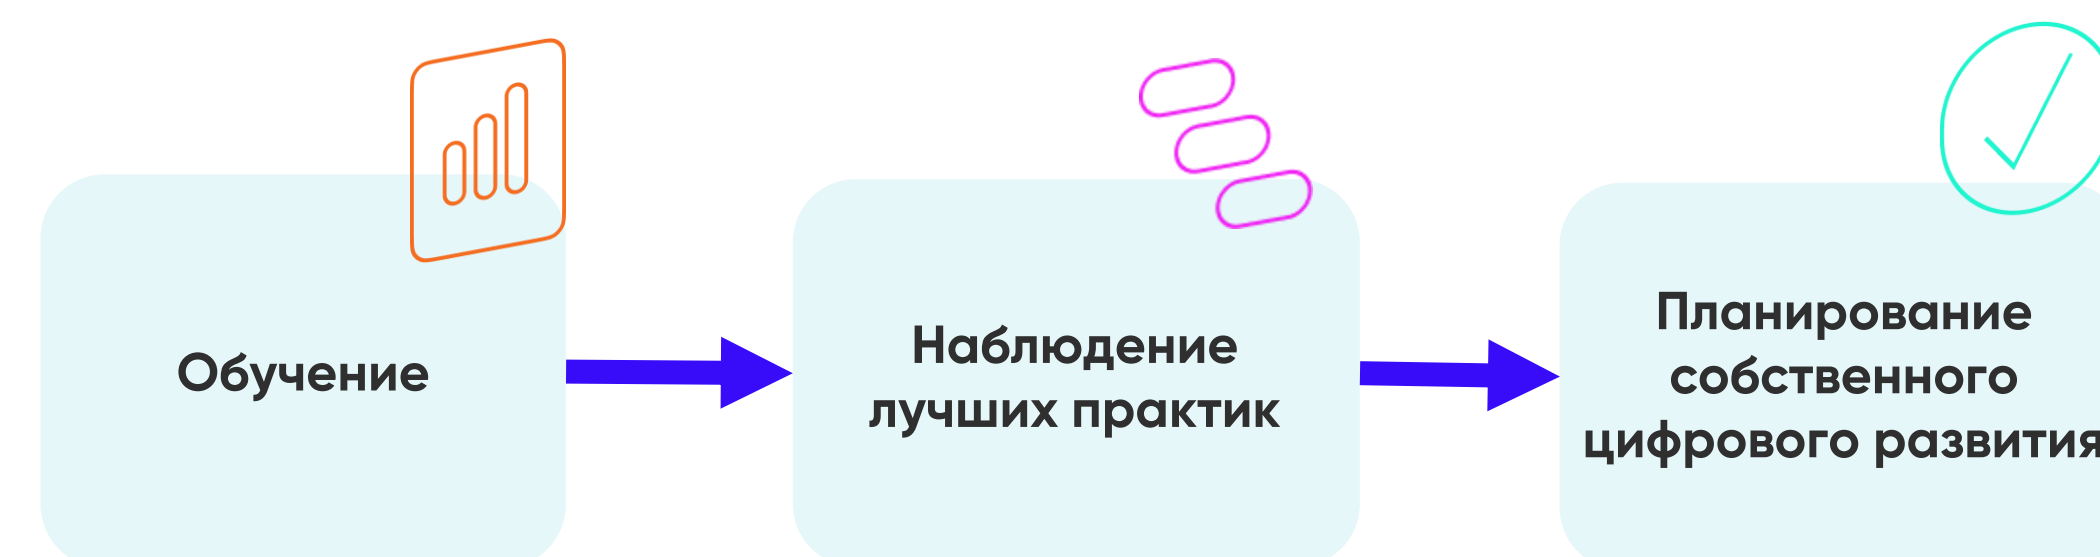 Обучение
Наблюдение
лучших практик
Планирование
собственного
цифрового развития